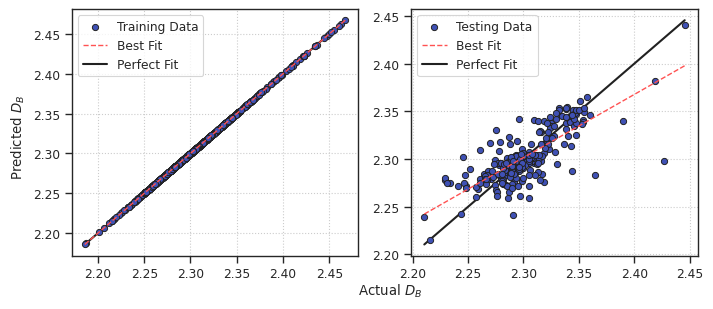 Training Data
Best Fit
Perfect Fit
Predicted $D_B$
2.45
2.40
2.35
2.30
2.25
2.20
2.20 2.25 2.30 2.35 2.40 2.45
Testing Data
Best Fit
Perfect Fit
2.45
2.40
2.35
2.30
2.25
2.20
2.20 2.25 2.30 2.35 2.40 2.45
Actual $D_B$